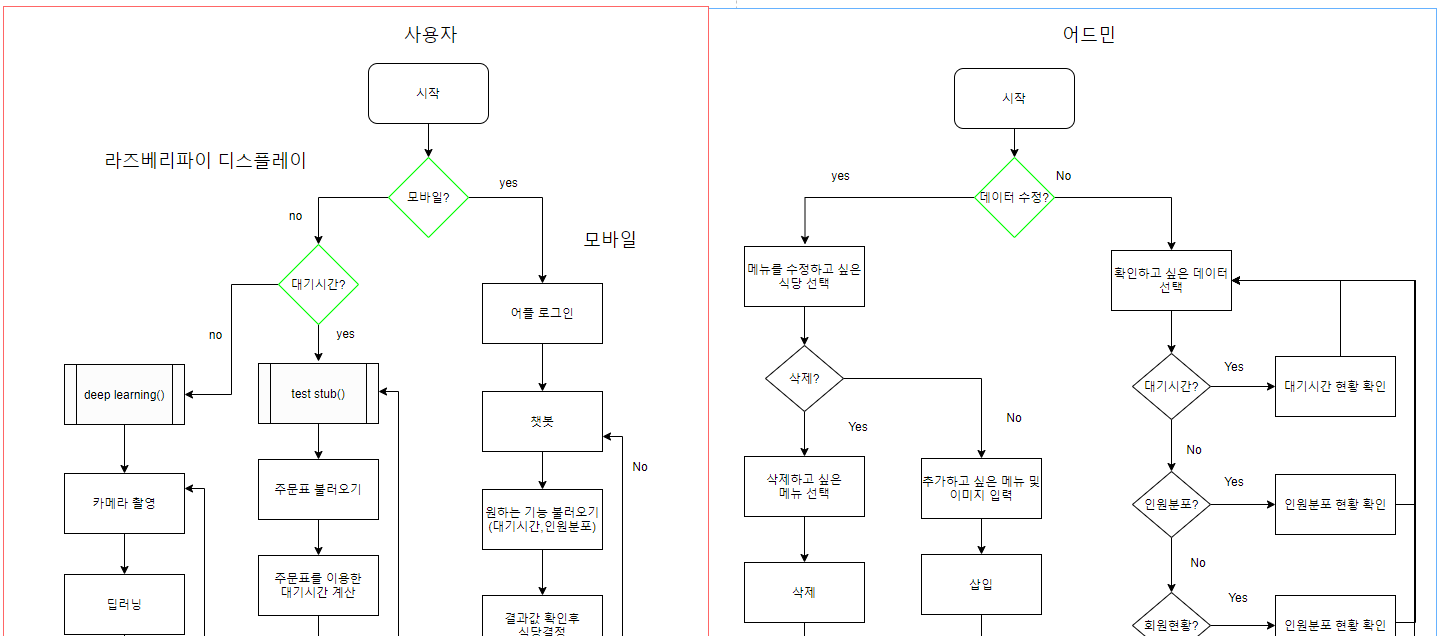 사용자
시작
라즈베리파이 디스플레이
모바일?
yes
no
모바일
대기시간?
어플 로그인
no
yes
deep learning()
test stub()
챗봇
No
카메라 촬영
주문표 불러오기
원하는 기능 불러오기
(대기시간,인원분포)
딥러닝
주문표를 이용한
대기시간 계산
결과값 확인후
식당결정
어드민
시작
yes
No
데이터 수정?
메뉴를 수정하고 싶은
식당 선택
확인하고 싶은 데이터
선택
삭제?
대기시간?
Yes
대기시간 현황 확인
Yes
No
No
삭제하고 싶은
메뉴 선택
추가하고 싶은 메뉴 및
이미지 입력
인원분포?
Yes
인원분포 현황 확인
No
삭제
삽입
회원현황?
Yes
인원분포 현황 확인